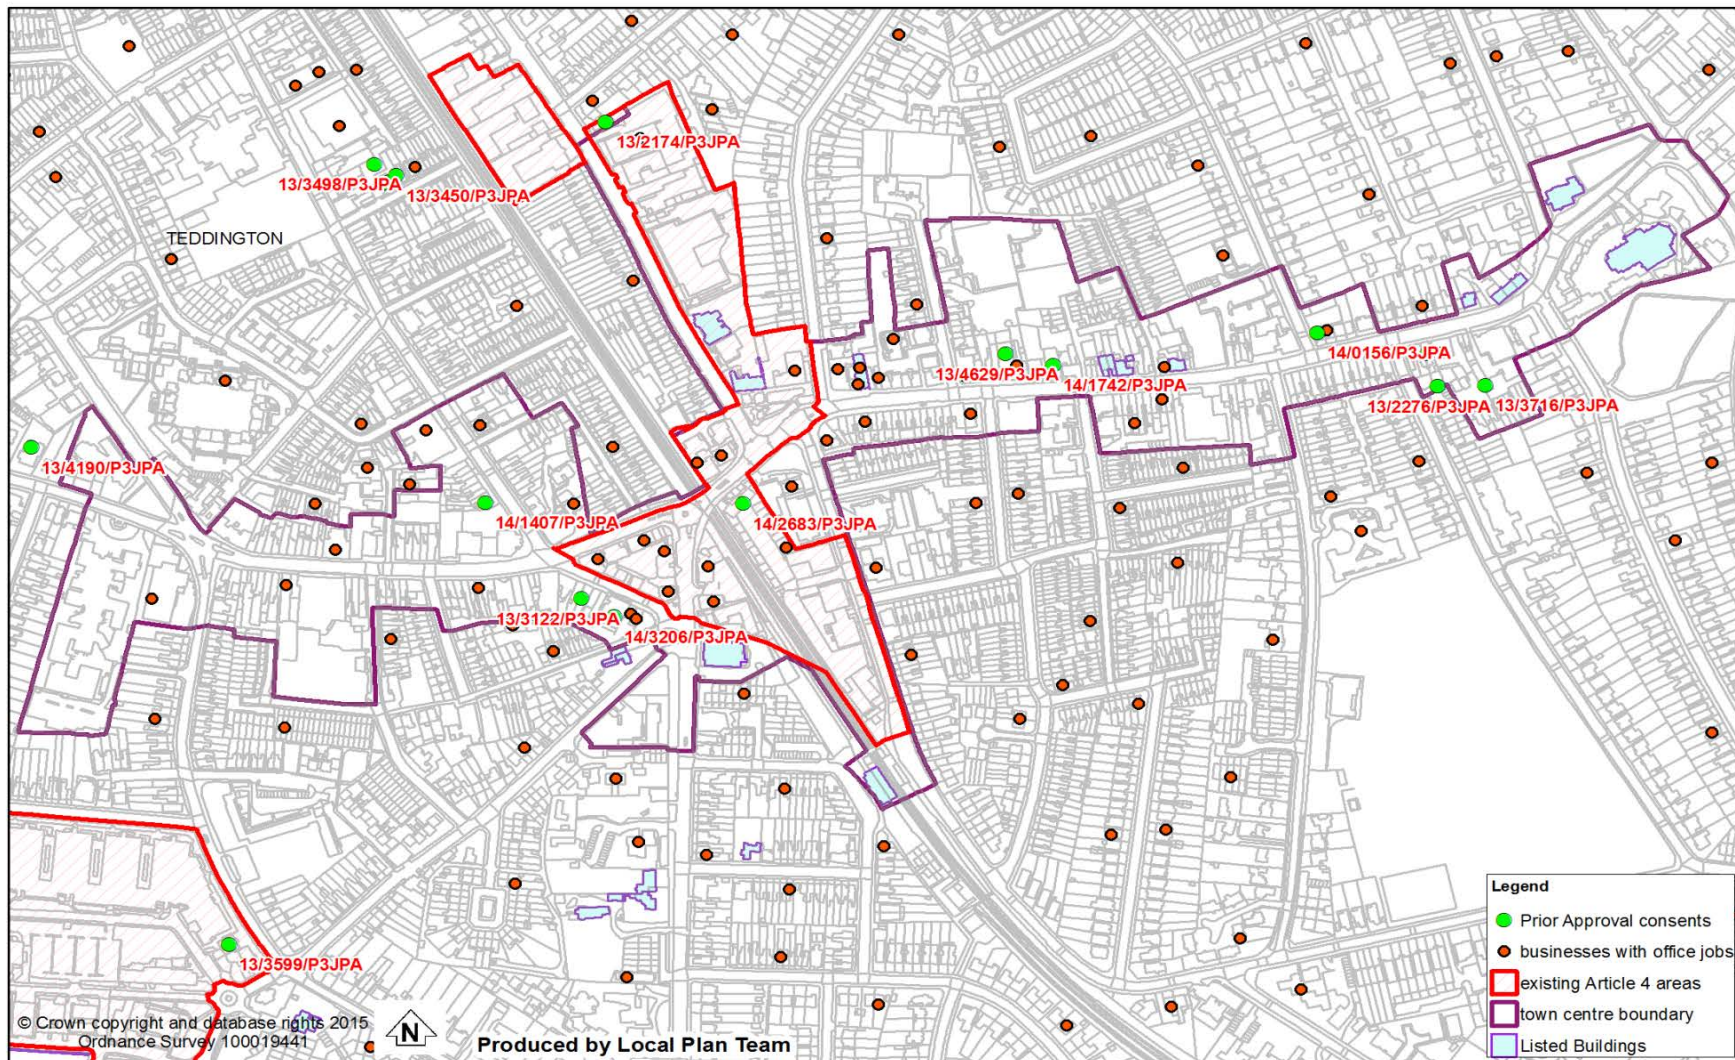 13/2174/P3JPA
13/3498/P3JPA
13/3450/P3JPA
TEDDINGTON
14/0156/P3JPA
13/4629/P3JPA
14/1742/P3JPA
13/2276/P3JPA
13/3716/P3JPA
13/4190/P3JPA
14/1407/P3JPA
14/2683/P3JPA
13/3122/P3JPA
14/3206/P3JPA
13/3599/P3JPA
Legend
Prior Approval consents
businesses with office jobs
existing Article 4 areas
town centre boundary
Listed Buildings
© Crown copyright and database rights 2015
Ordnance Survey 100019441
N
Produced by Local Plan Team